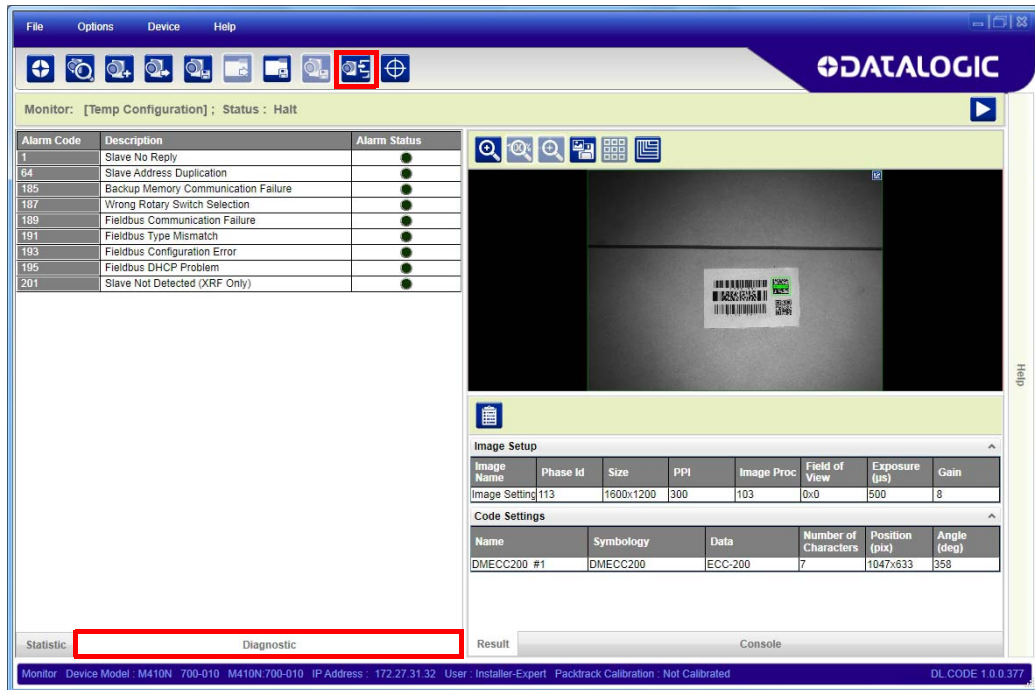 File Options Device Help
DATALOGIC
Monitor: [Temp Configuration] ; Status : Halt
Alarm Code Description Alarm Status
1 Slave No Reply
64 Slave Address Duplication
185 Backup Memory Communication Failure
187 Wrong Rotary Switch Selection
189 Fieldbus Communication Failure
191 Fieldbus Type Mismatch
193 Fieldbus Configuration Error
195 Fieldbus DHCP Problem
201 Slave Not Detected (XRF Only)
Statistic Diagnostic
Image Setup
Image Name Phase Id Size PPI Image Proc Field of View Exposure (µs) Gain
Image Setting 113 1600x1200 300 103 0x0 500 8
Code Settings
Name Symbology Data Number of Characters Position (pix) Angle (deg)
DMECC200 #1 DMECC200 ECC-200 7 1047x633 358
Result Console
Help
Monitor Device Model : M410N 700-010 M410N:700-010 IP Address : 172.27.31.32 User : Installer-Expert Packtrack Calibration : Not Calibrated DL.CODE 1.0.0.377